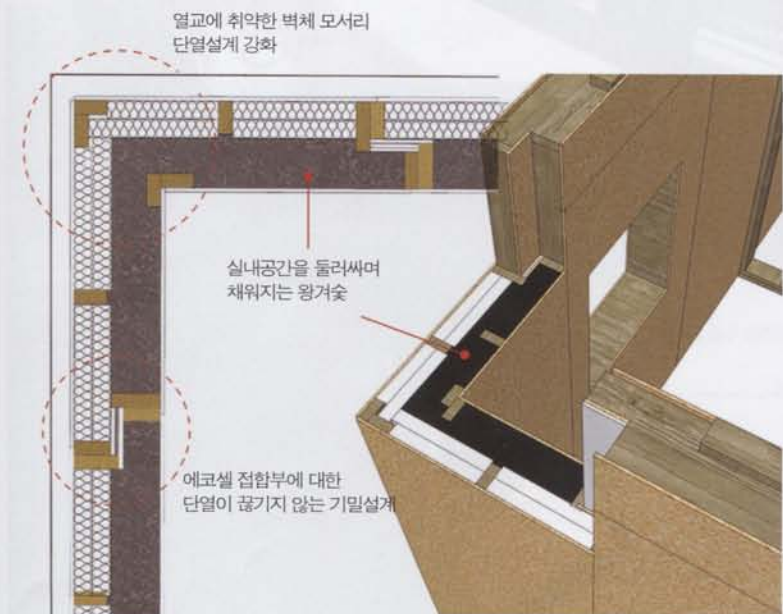 열교에 취약한 벽체 모서리
단열설계 강화
실내공간을 둘러싸며
채워지는 왕겨숯
에코셀 접합부에 대한
단열이 끊기지 않는 기밀설계